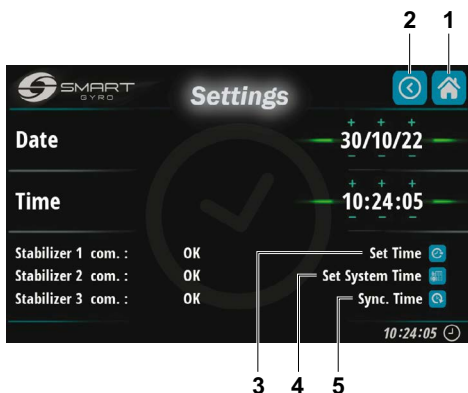 2 1
SMART
GYRO
Settings
+ + +
Date 30/10/22
- - -
+ + +
Time 10:24:05
- - -
Stabilizer 1 com. : OK Set Time
Stabilizer 2 com. : OK Set System Time
Stabilizer 3 com. : OK Sync. Time
10:24:05
3 4 5